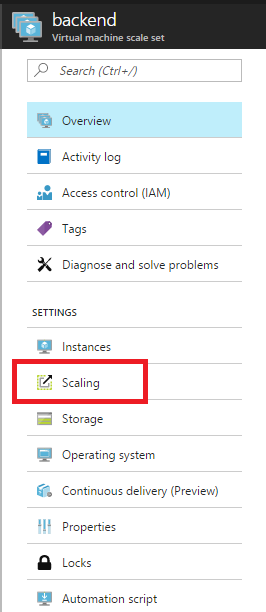 backend
Virtual machine scale set
Search (Ctrl+/)
Overview
Activity log
Access control (IAM)
Tags
Diagnose and solve problems
SETTINGS
Instances
Scaling
Storage
Operating system
Continuous delivery (Preview)
Properties
Locks
Automation script